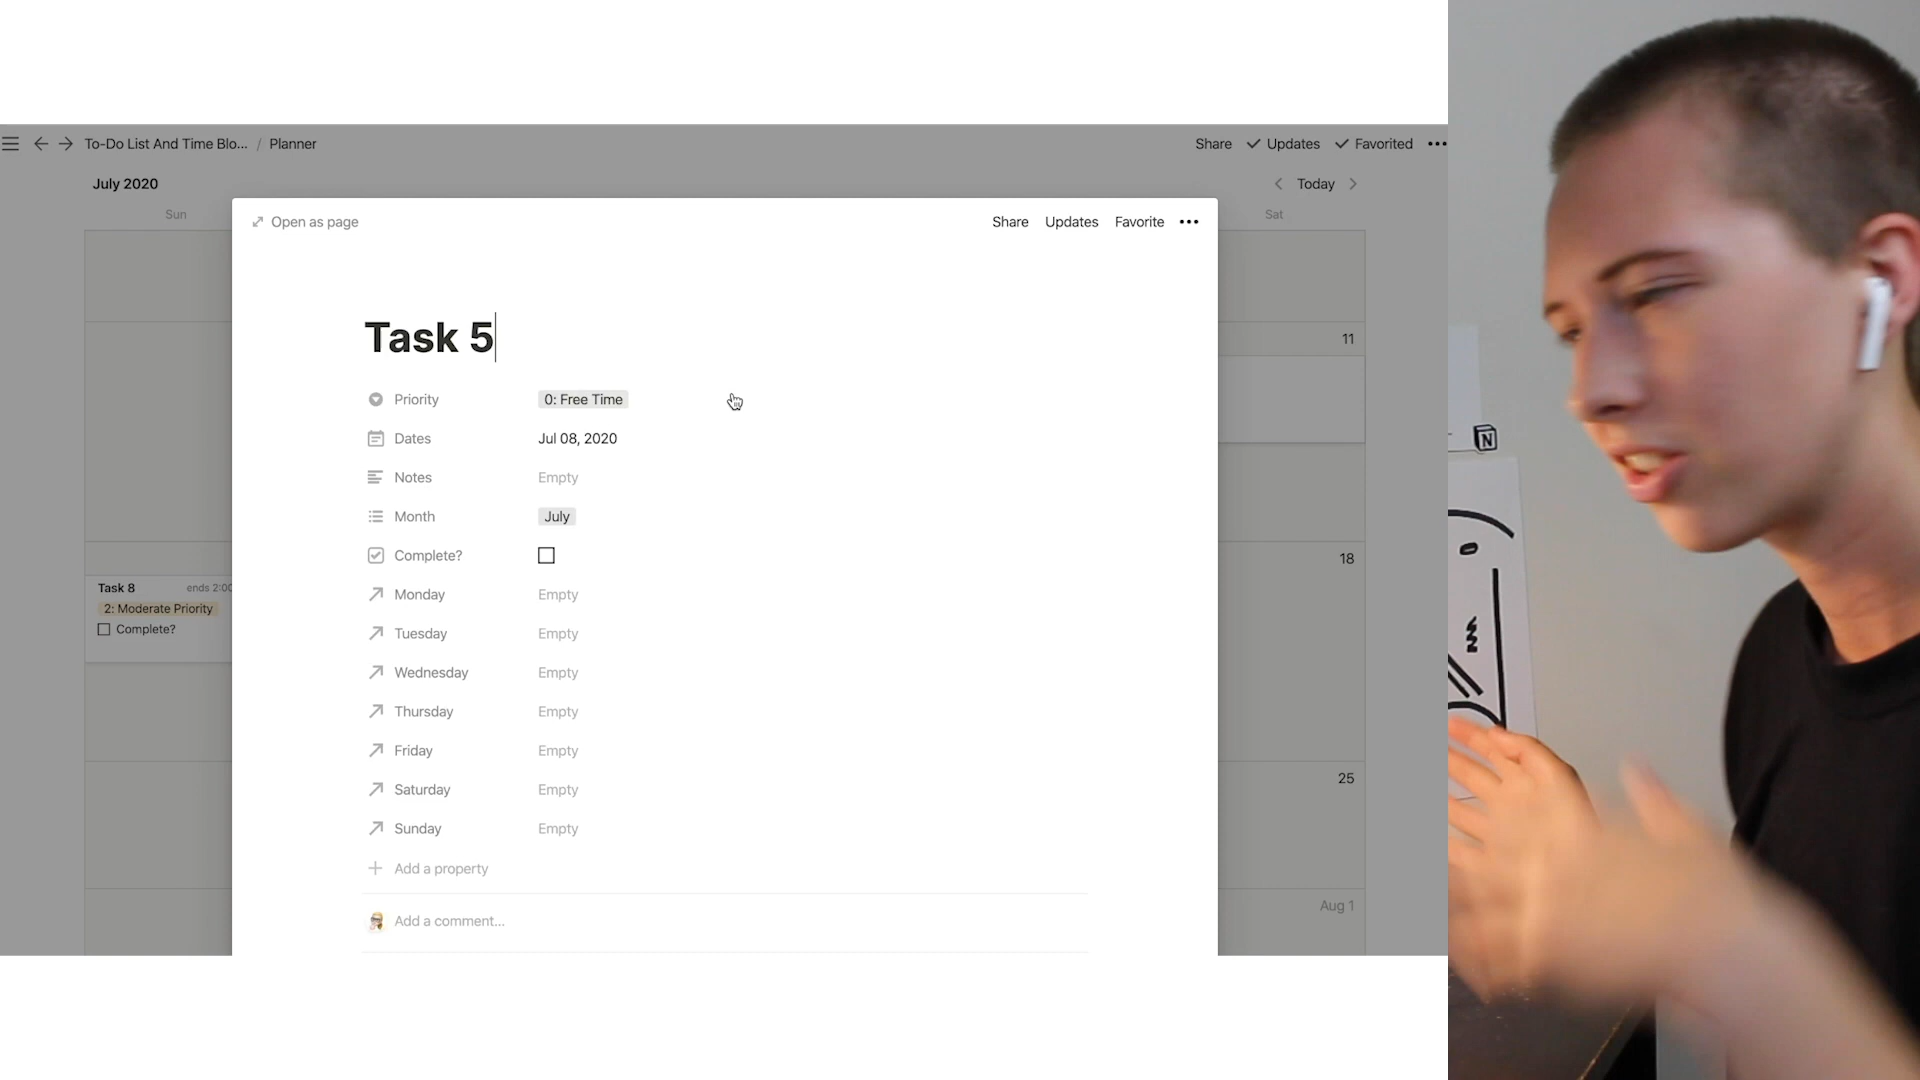 To-Do List And Time Blo... / Planner
Share Updates Favorited
July 2020
Today
Sun
Sat
Open as page
Share Updates Favorite
Task 5
11
Priority 0: Free Time
Dates Jul 08, 2020
N
Notes Empty
Month July
Complete?
18
Task 8 ends 2:00
2: Moderate Priority
Complete?
Monday Empty
Tuesday Empty
Wednesday Empty
Thursday Empty
Friday Empty
25
Saturday Empty
Sunday Empty
Add a property
Aug 1
Add a comment...